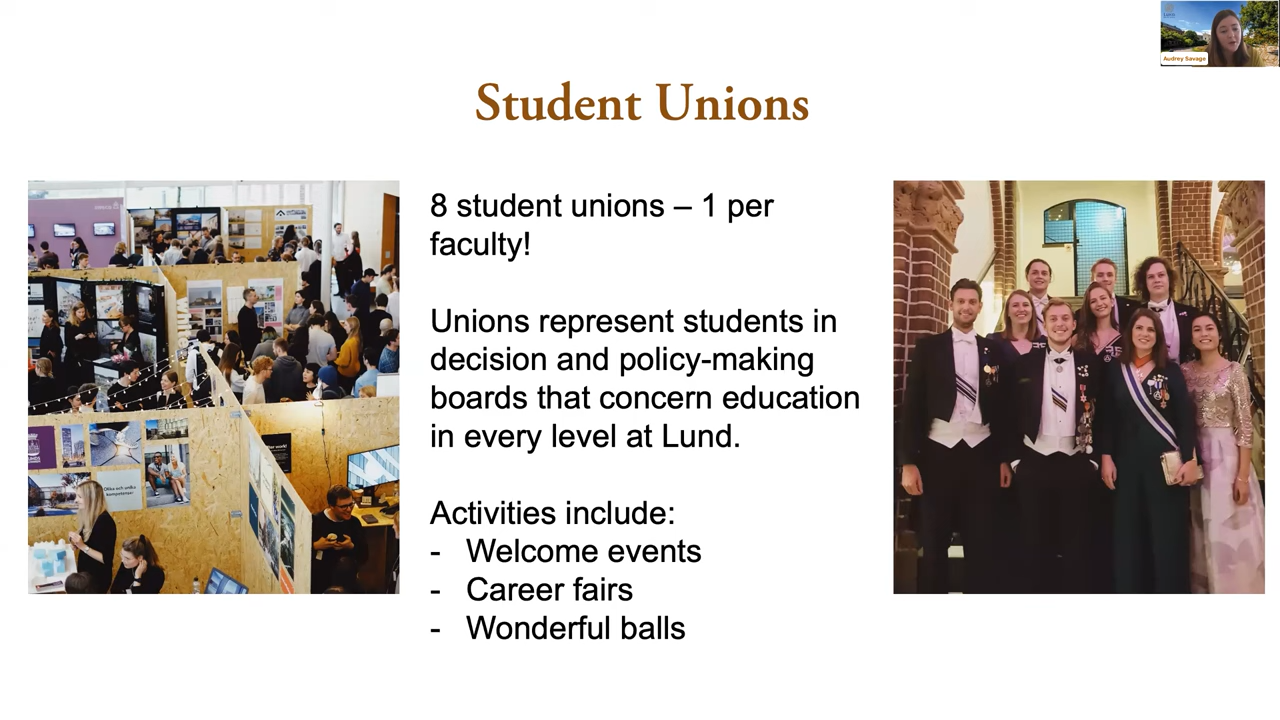 Audrey Savage
Student Unions
8 student unions – 1 per
faculty!
Unions represent students in
decision and policy-making
boards that concern education
in every level at Lund.
Activities include:
- Welcome events
- Career fairs
- Wonderful balls
Olika och unika
kompetenser